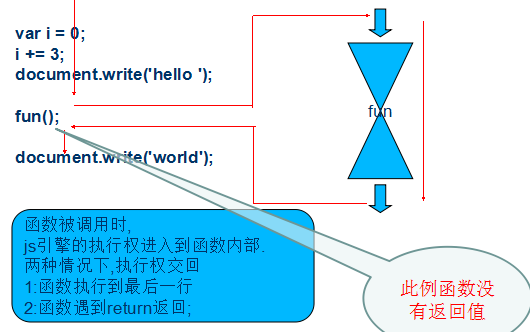 var i = 0;
i += 3;
document.write('hello ');
fun();
document.write('world');
fun
函数被调用时,
js引擎的执行权进入到函数内部.
两种情况下,执行权交回
1:函数执行到最后一行
2:函数遇到return返回;
此例函数没
有返回值